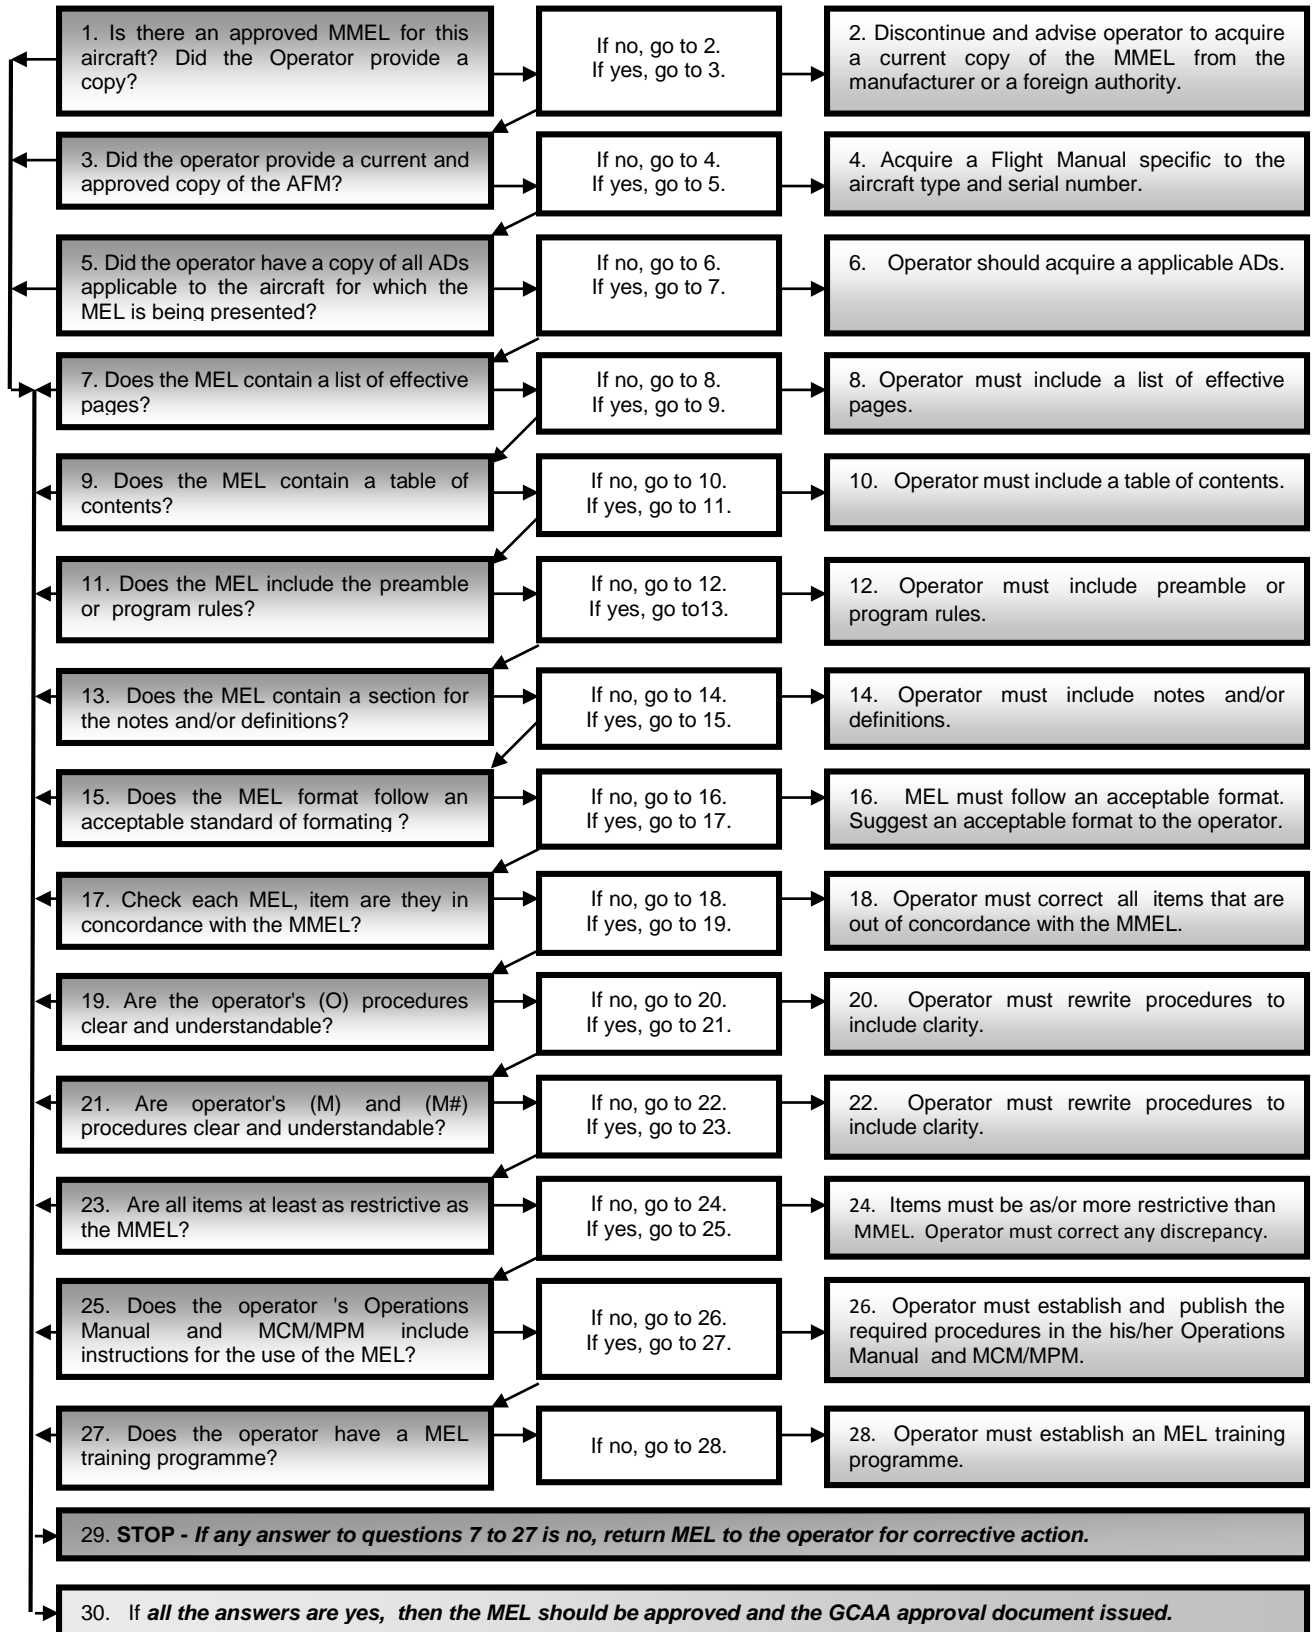 1. Is there an approved MMEL for this
aircraft? Did the Operator provide a
copy?
If no, go to 2.
If yes, go to 3.
2. Discontinue and advise operator to acquire
a current copy of the MMEL from the
manufacturer or a foreign authority.
3. Did the operator provide a current and
approved copy of the AFM?
If no, go to 4.
If yes, go to 5.
4. Acquire a Flight Manual specific to the
aircraft type and serial number.
5. Did the operator have a copy of all ADs
applicable to the aircraft for which the
MEL is being presented?
If no, go to 6.
If yes, go to 7.
6. Operator should acquire a applicable ADs.
7. Does the MEL contain a list of effective
pages?
If no, go to 8.
If yes, go to 9.
8. Operator must include a list of effective
pages.
9. Does the MEL contain a table of
contents?
If no, go to 10.
If yes, go to 11.
10. Operator must include a table of contents.
11. Does the MEL include the preamble
or program rules?
If no, go to 12.
If yes, go to13.
12. Operator must include preamble or
program rules.
13. Does the MEL contain a section for
the notes and/or definitions?
If no, go to 14.
If yes, go to 15.
14. Operator must include notes and/or
definitions.
15. Does the MEL format follow an
acceptable standard of formating ?
If no, go to 16.
If yes, go to 17.
16. MEL must follow an acceptable format.
Suggest an acceptable format to the operator.
17. Check each MEL, item are they in
concordance with the MMEL?
If no, go to 18.
If yes, go to 19.
18. Operator must correct all items that are
out of concordance with the MMEL.
19. Are the operator's (O) procedures
clear and understandable?
If no, go to 20.
If yes, go to 21.
20. Operator must rewrite procedures to
include clarity.
21. Are operator's (M) and (M#)
procedures clear and understandable?
If no, go to 22.
If yes, go to 23.
22. Operator must rewrite procedures to
include clarity.
23. Are all items at least as restrictive as
the MMEL?
If no, go to 24.
If yes, go to 25.
24. Items must be as/or more restrictive than
MMEL. Operator must correct any discrepancy.
25. Does the operator 's Operations
Manual and MCM/MPM include
instructions for the use of the MEL?
If no, go to 26.
If yes, go to 27.
26. Operator must establish and publish the
required procedures in the his/her Operations
Manual and MCM/MPM.
27. Does the operator have a MEL
training programme?
If no, go to 28.
28. Operator must establish an MEL training
programme.
29. STOP - If any answer to questions 7 to 27 is no, return MEL to the operator for corrective action.
30. If all the answers are yes, then the MEL should be approved and the GCAA approval document issued.